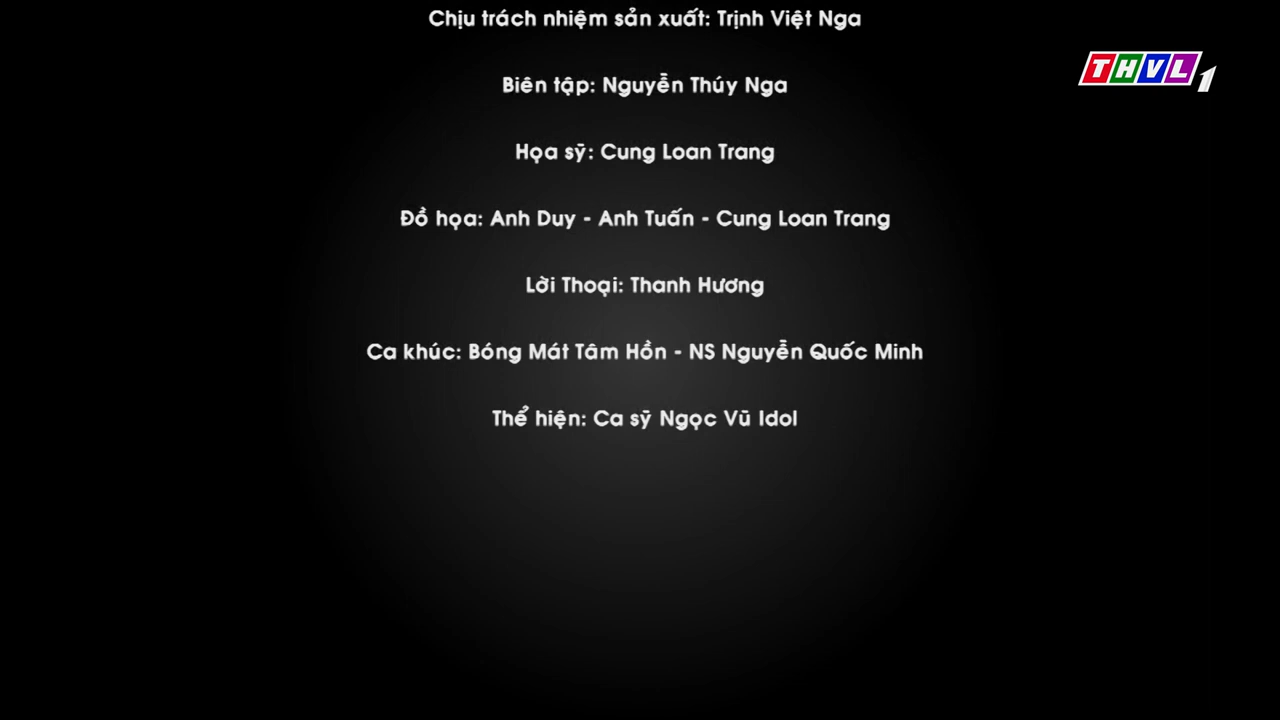 Chịu trách nhiệm sản xuất: Trịnh Việt Nga
THVL1
Biên tập: Nguyễn Thúy Nga
Họa sỹ: Cung Loan Trang
Đồ họa: Anh Duy - Anh Tuấn - Cung Loan Trang
Lời Thoại: Thanh Hương
Ca khúc: Bóng Mát Tâm Hồn - NS Nguyễn Quốc Minh
Thể hiện: Ca sỹ Ngọc Vũ Idol